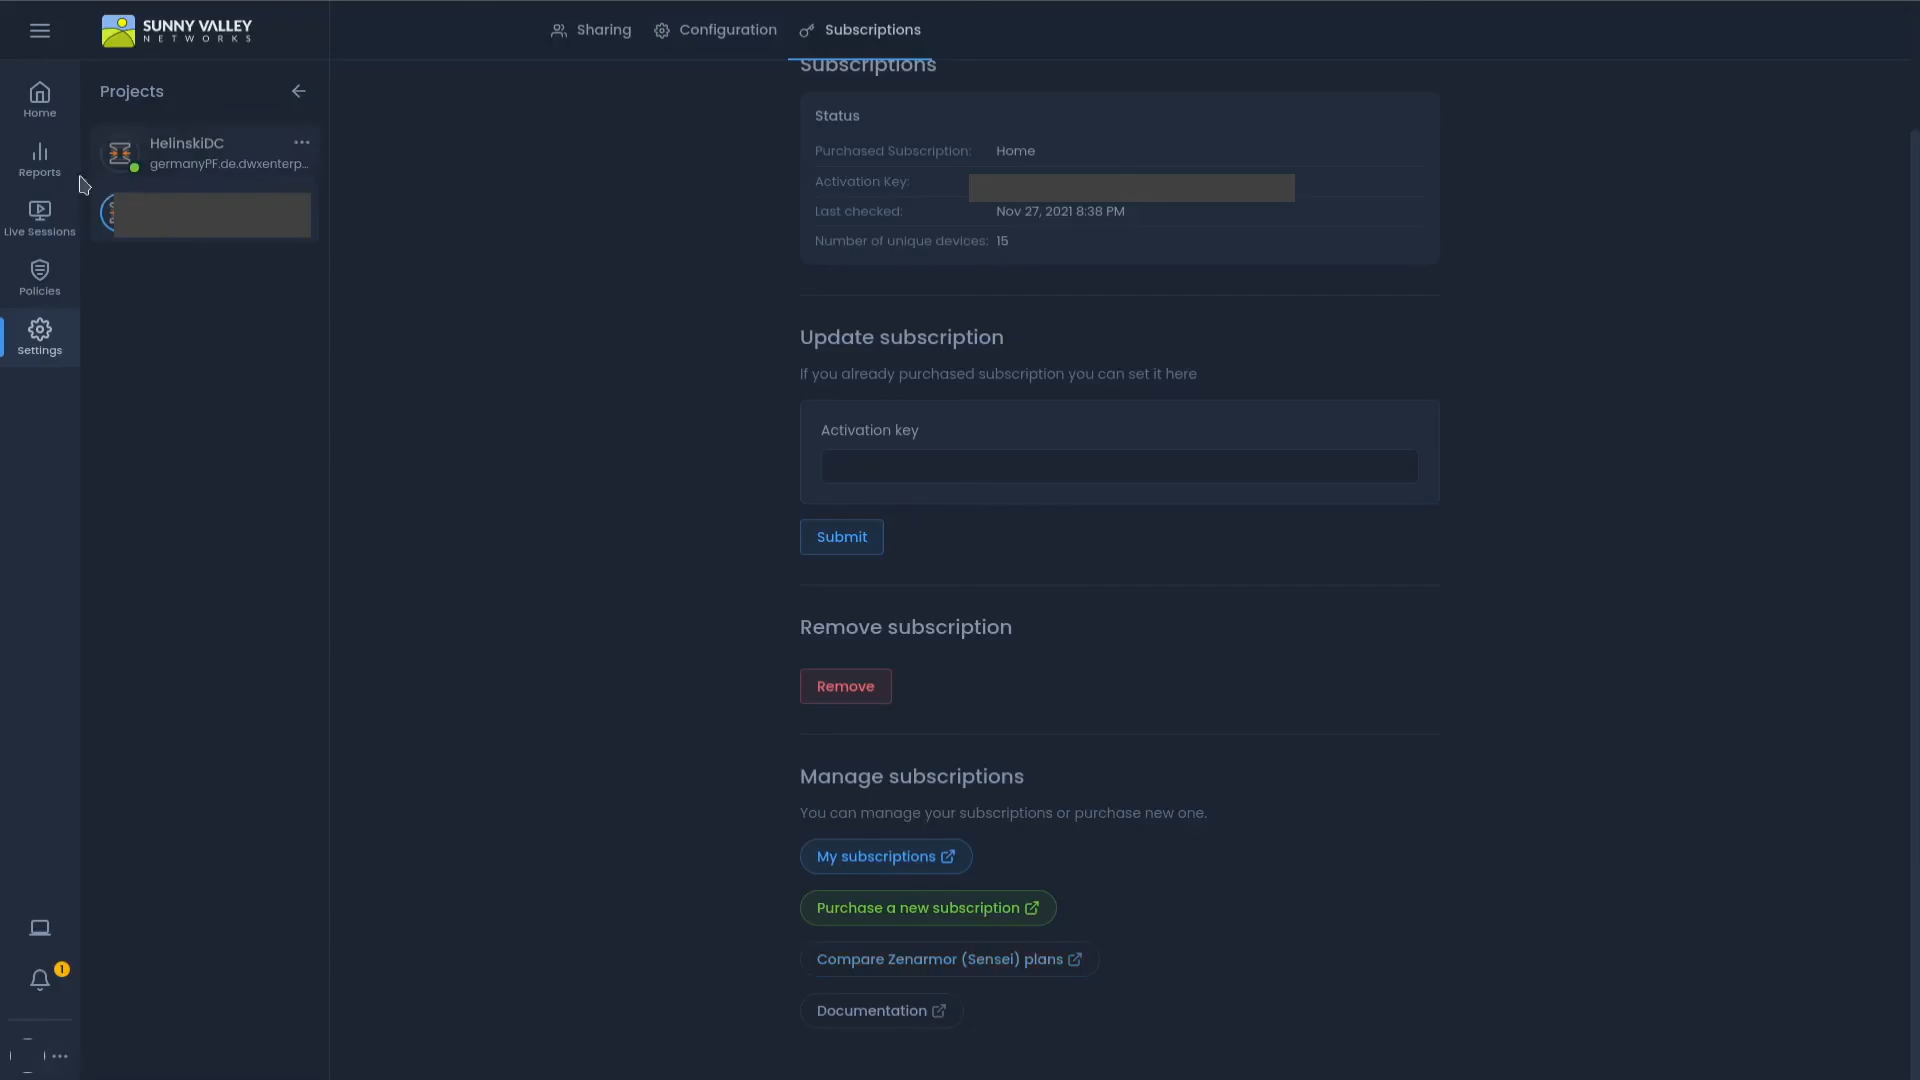 SUNNY VALLEY
NETWORKS
Sharing
Configuration
Subscriptions
Home
Reports
Live Sessions
Policies
Settings
1
Projects
HelinskiDC
germanyPF.de.dwxenterp...
Subscriptions
Status
Purchased Subscription: Home
Activation Key:
Last checked: Nov 27, 2021 8:38 PM
Number of unique devices: 15
Update subscription
If you already purchased subscription you can set it here
Activation key
Submit
Remove subscription
Remove
Manage subscriptions
You can manage your subscriptions or purchase new one.
My subscriptions
Purchase a new subscription
Compare Zenarmor (Sensei) plans
Documentation